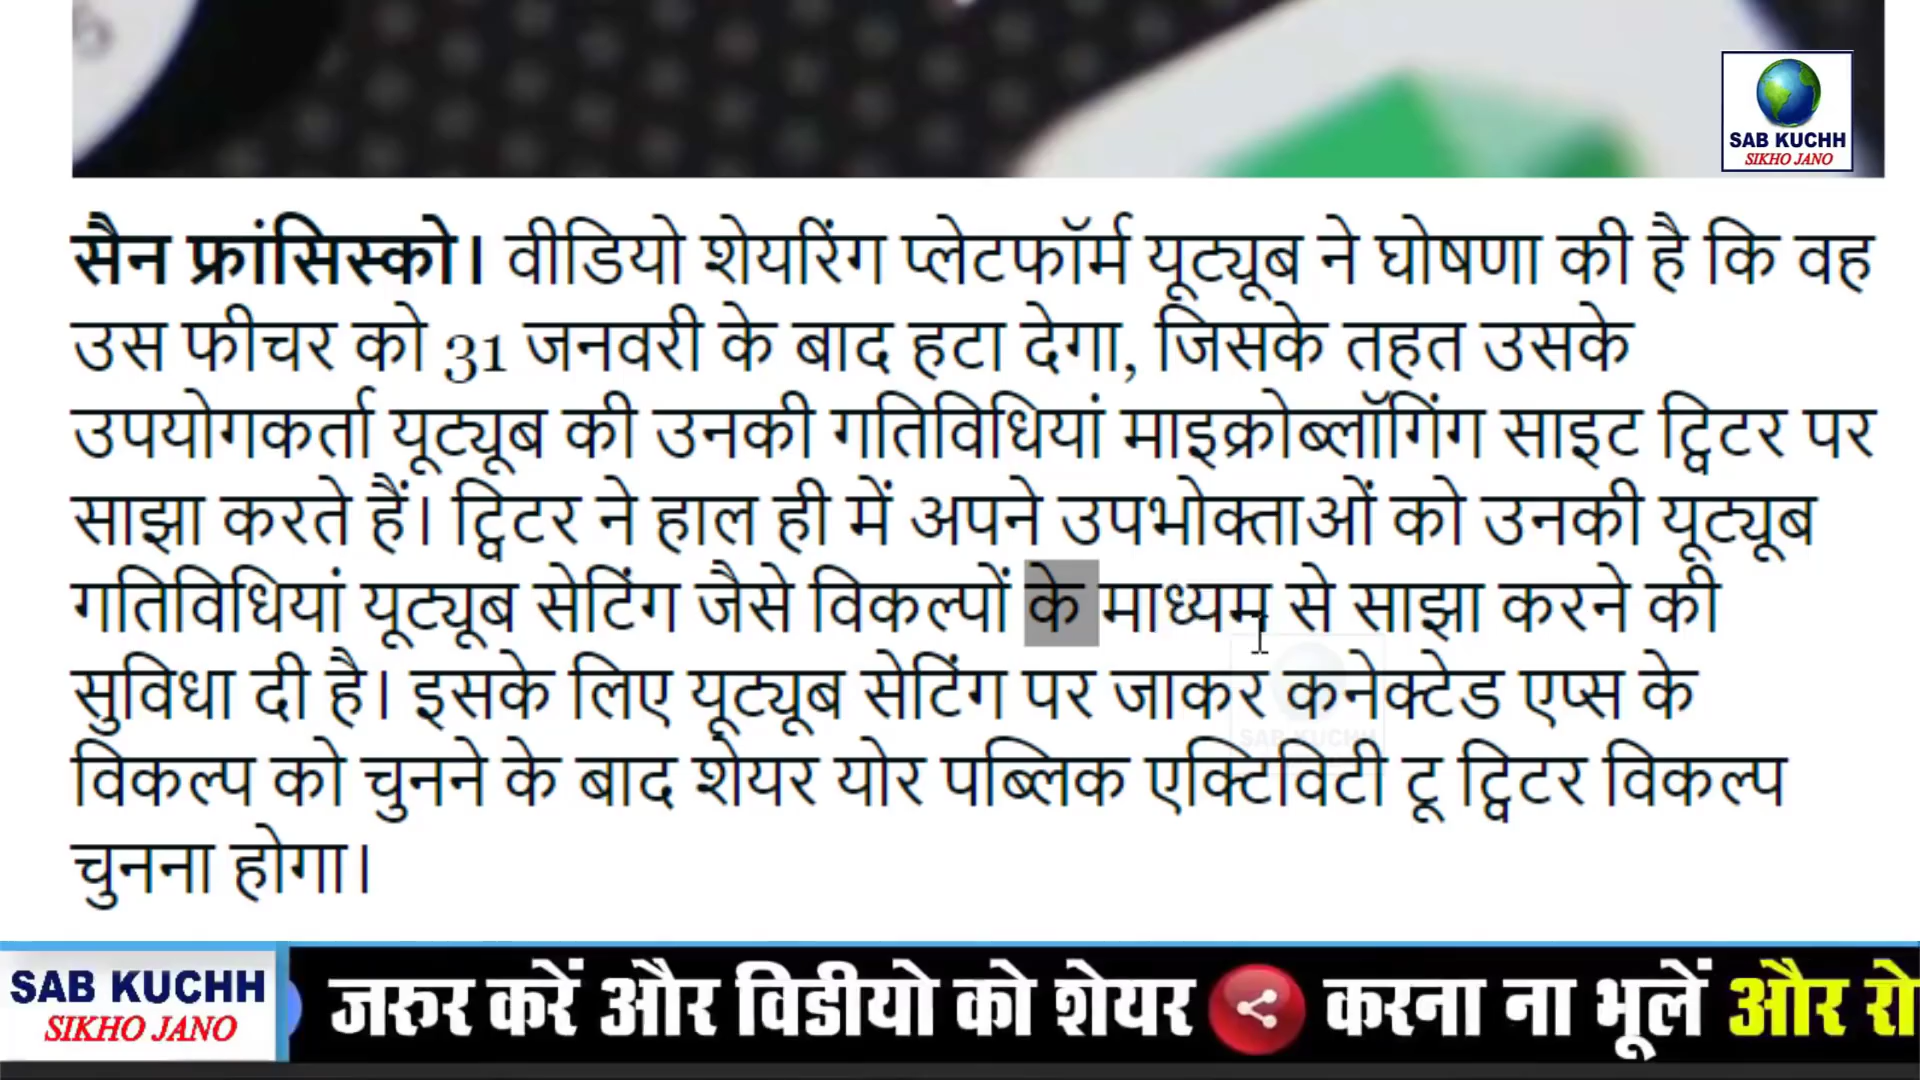 SAB KUCHH
SIKHO JANO
सैन फ्रांसिस्को। वीडियो शेयरिंग प्लेटफॉर्म यूट्यूब ने घोषणा की है कि वह
उस फीचर को 31 जनवरी के बाद हटा देगा, जिसके तहत उसके
उपयोगकर्ता यूट्यूब की उनकी गतिविधियां माइक्रोब्लॉगिंग साइट ट्विटर पर
साझा करते हैं। ट्विटर ने हाल ही में अपने उपभोक्ताओं को उनकी यूट्यूब
गतिविधियां यूट्यूब सेटिंग जैसे विकल्पों के माध्यम से साझा करने की
सुविधा दी है। इसके लिए यूट्यूब सेटिंग पर जाकर कनेक्टेड एप्स के
विकल्प को चुनने के बाद शेयर योर पब्लिक एक्टिविटी टू ट्विटर विकल्प
चुनना होगा।
SAB KUCHH
SAB KUCHH
SIKHO JANO
जरुर करें और विडीयो को शेयर करना ना भूलें और रो